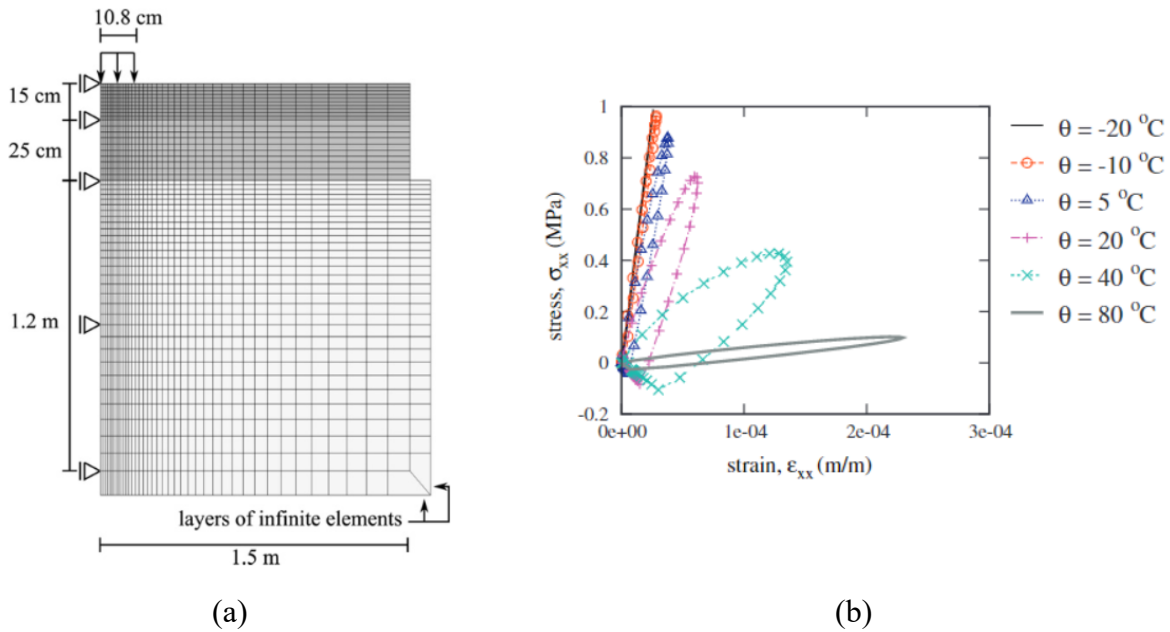 10.8 cm
15 cm
25 cm
1.2 m
layers of infinite elements
1.5 m
(a)
1
0.8
0.6
0.4
0.2
0
-0.2
stress, σxx (MPa)
0e+00 1e-04 2e-04 3e-04
strain, εxx (m/m)
θ = -20 °C
θ = -10 °C
θ = 5 °C
θ = 20 °C
θ = 40 °C
θ = 80 °C
(b)